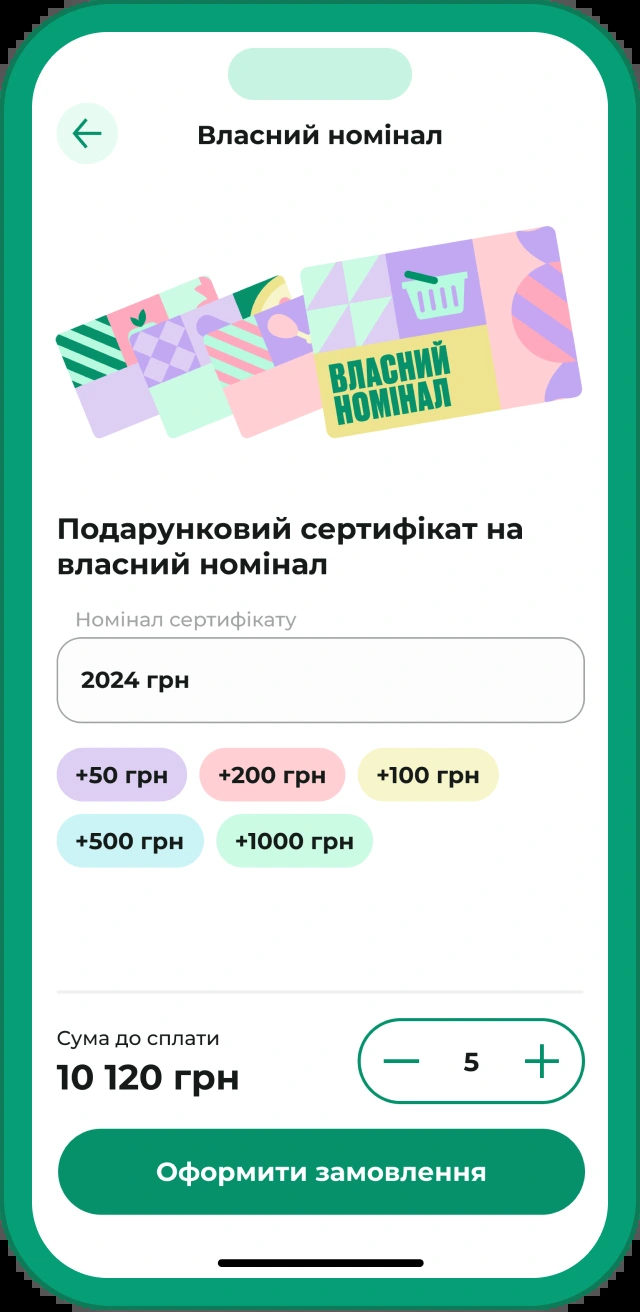 Власний номінал
ВЛАСНИЙ
НОМІНАЛ
Подарунковий сертифікат на
власний номінал
Номінал сертифікату
2024 грн
+50 грн +200 грн +100 грн
+500 грн +1000 грн
Сума до сплати
10 120 грн
5
Оформити замовлення